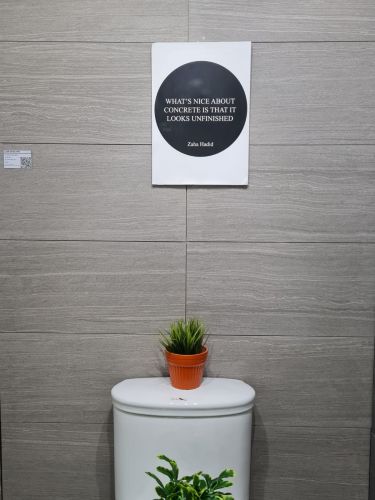 WHAT'S NICE ABOUT
CONCRETE IS THAT IT
LOOKS UNFINISHED
Zaha Hadid